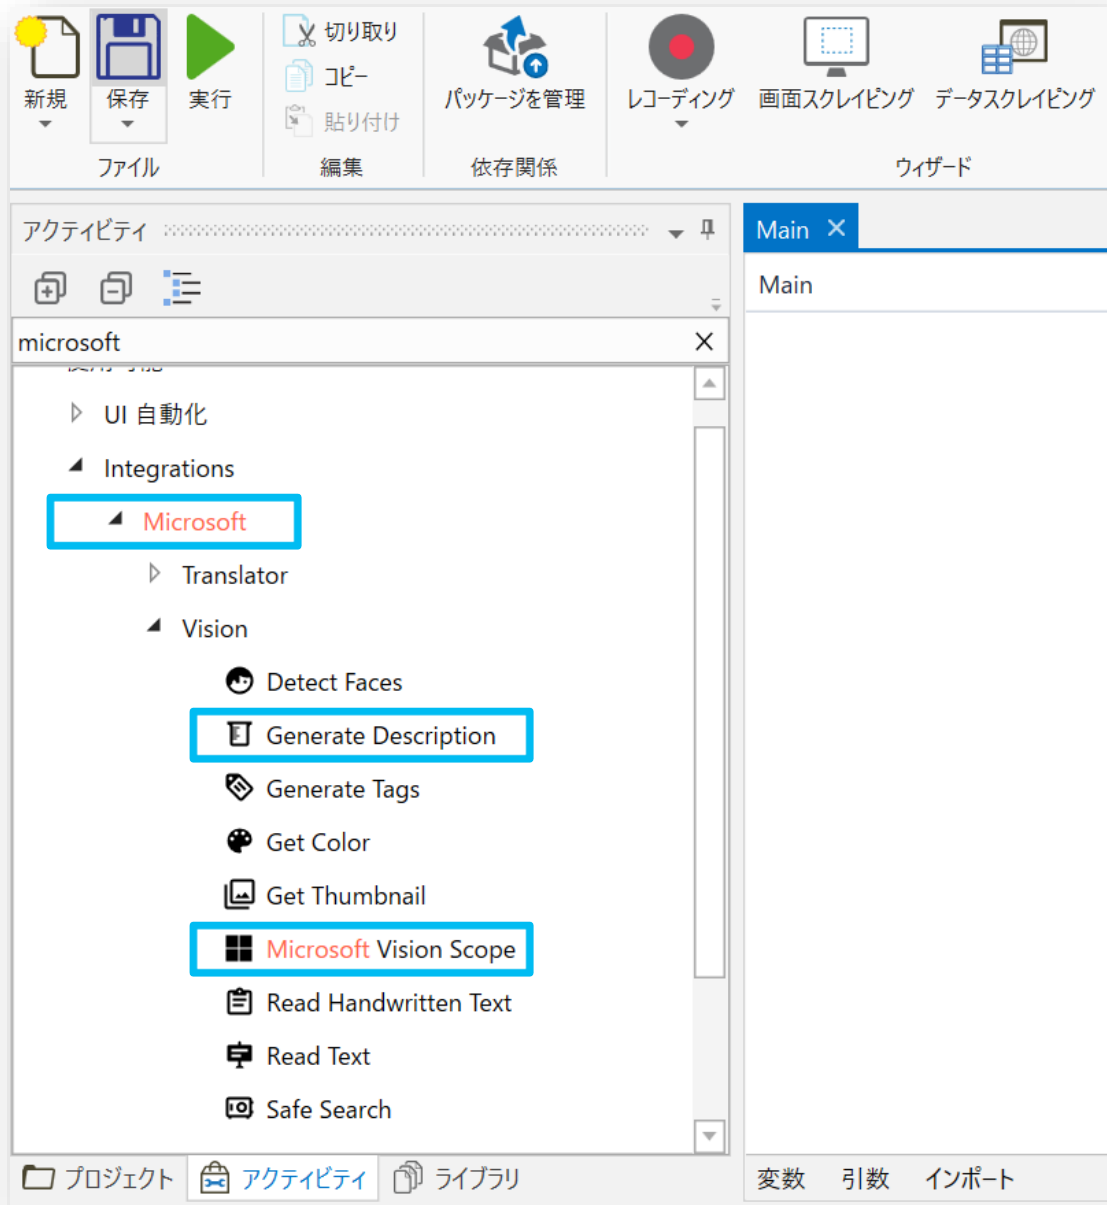 新規
保存
実行
ファイル
切り取り
コピー
貼り付け
編集
パッケージを管理
依存関係
レコーディング
画面スクレイピング
データスクレイピング
ウィザード
アクティビティ
microsoft
使用可能
UI 自動化
Integrations
Microsoft
Translator
Vision
Detect Faces
Generate Description
Generate Tags
Get Color
Get Thumbnail
Microsoft Vision Scope
Read Handwritten Text
Read Text
Safe Search
プロジェクト
アクティビティ
ライブラリ
Main
Main
変数
引数
インポート